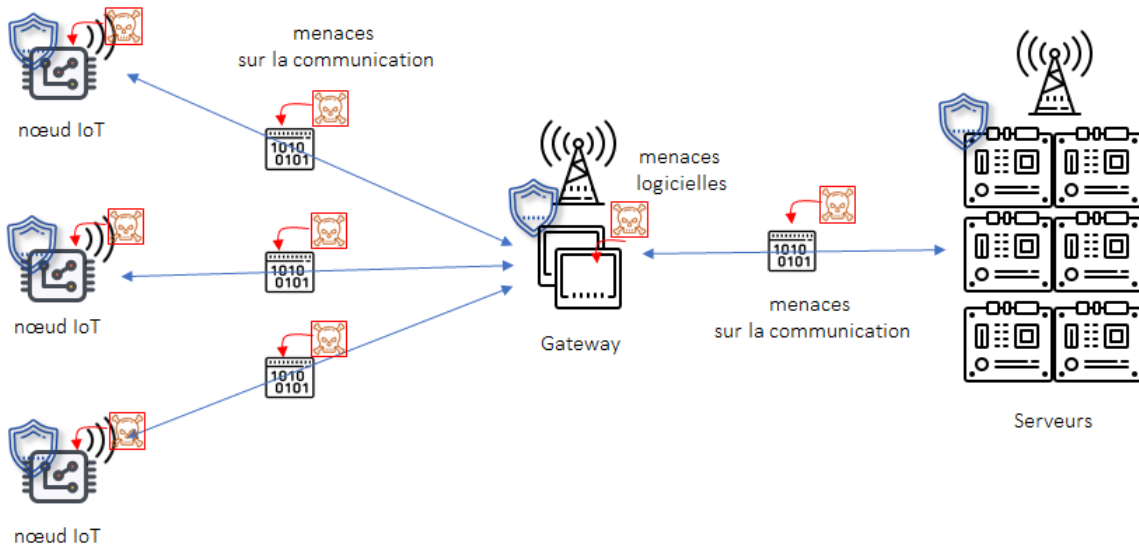 menaces
sur la communication
nœud IoT
1010
0101
menaces
logicielles
nœud IoT
1010
0101
1010
0101
menaces
sur la communication
Gateway
1010
0101
Serveurs
nœud IoT